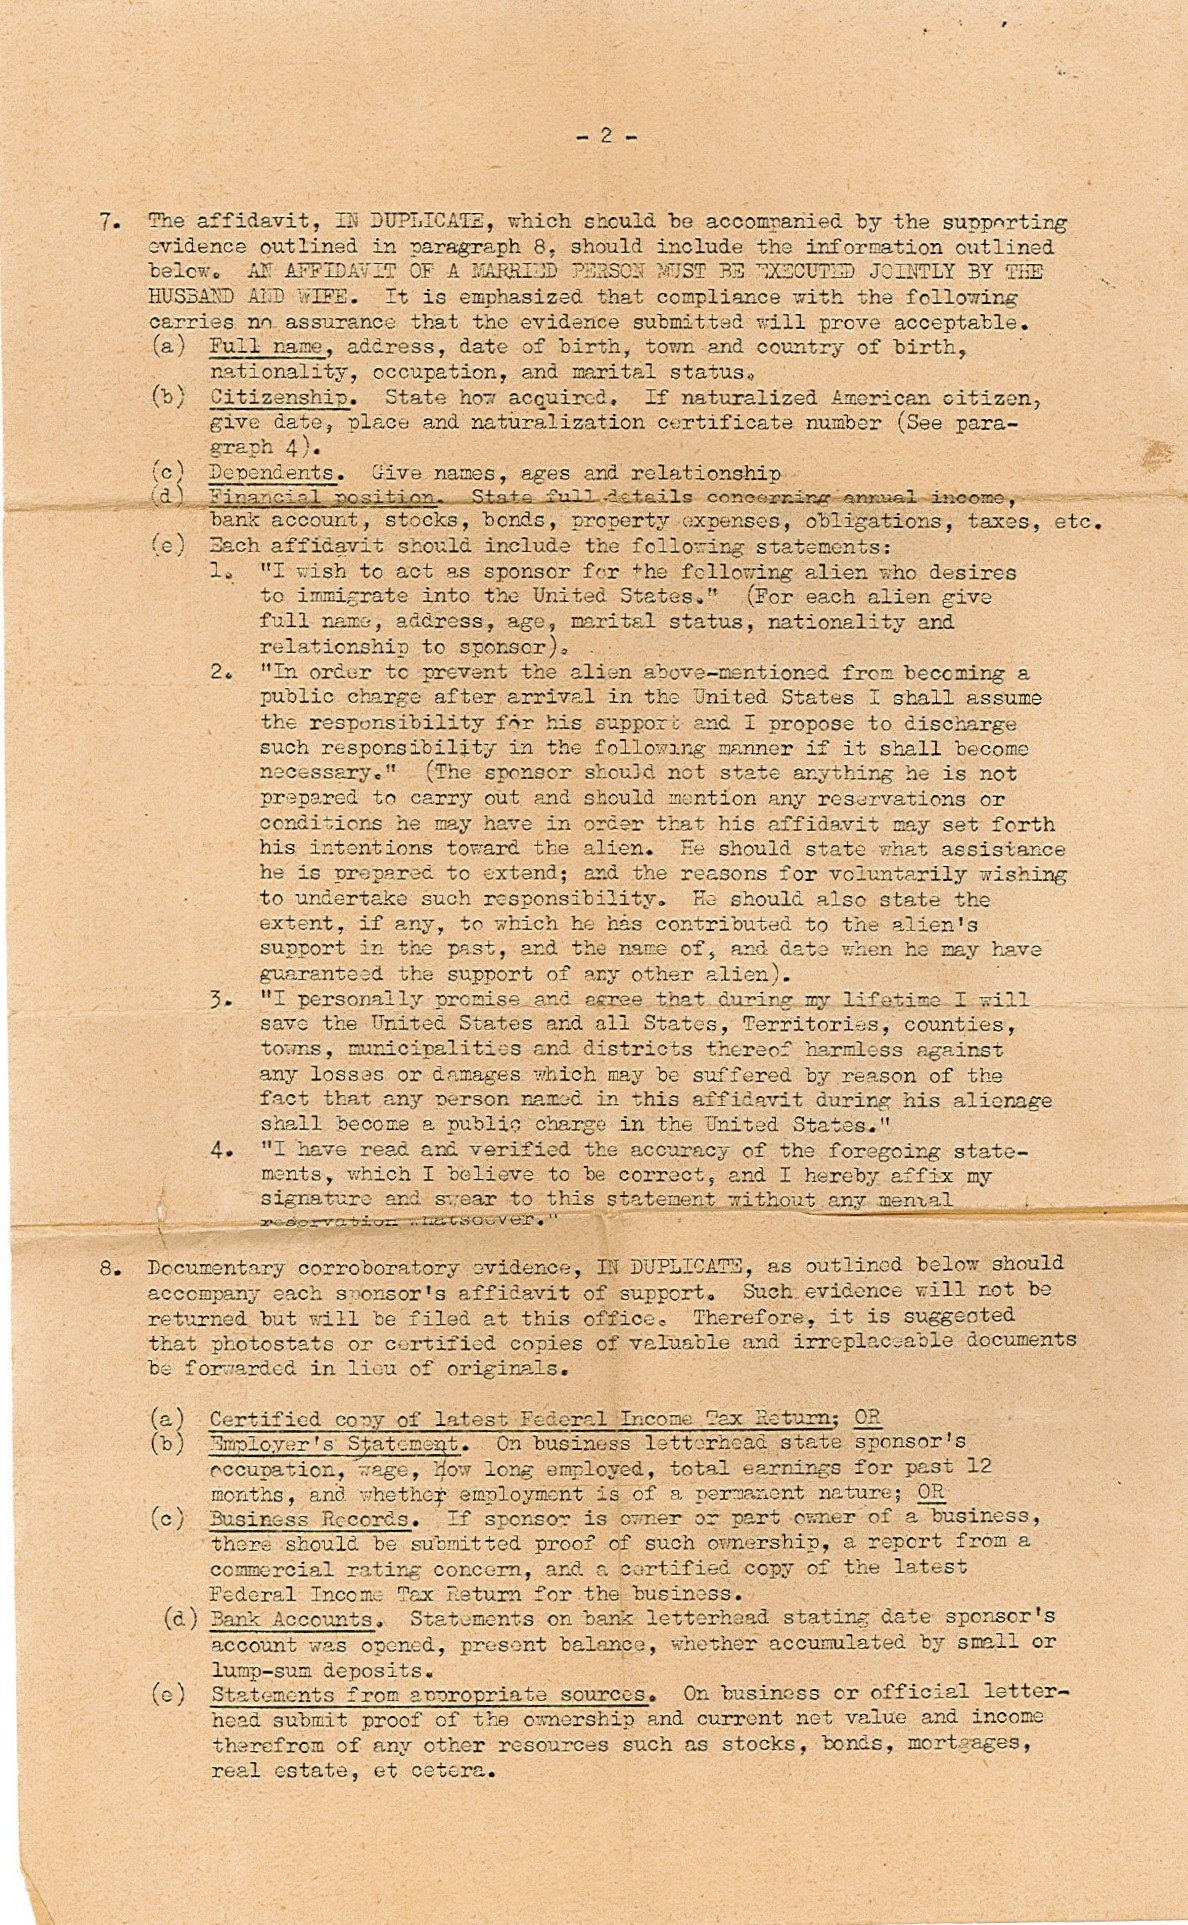 - 2 -
7. The affidavit, IN DUPLICATE, which should be accompanied by the supporting
evidence outlined in paragraph 8, should include the information outlined
below. AN AFFIDAVIT OF A MARRIED PERSON MUST BE EXECUTED JOINTLY BY THE
HUSBAND AND WIFE. It is emphasized that compliance with the following
carries no assurance that the evidence submitted will prove acceptable.
(a) Full name, address, date of birth, town and country of birth,
nationality, occupation, and marital status.
(b) Citizenship. State how acquired. If naturalized American citizen,
give date, place and naturalization certificate number (See para-
graph 4).
(c) Dependents. Give names, ages and relationship
(d) Financial position. State full details concerning annual income,
bank account, stocks, bonds, property expenses, obligations, taxes, etc.
(e) Each affidavit should include the following statements:
1. "I wish to act as sponsor for the following alien who desires
to immigrate into the United States." (For each alien give
full name, address, age, marital status, nationality and
relationship to sponsor).
2. "In order to prevent the alien above-mentioned from becoming a
public charge after arrival in the United States I shall assume
the responsibility for his support and I propose to discharge
such responsibility in the following manner if it shall become
necessary." (The sponsor should not state anything he is not
prepared to carry out and should mention any reservations or
conditions he may have in order that his affidavit may set forth
his intentions toward the alien. He should state what assistance
he is prepared to extend; and the reasons for voluntarily wishing
to undertake such responsibility. He should also state the
extent, if any, to which he has contributed to the alien's
support in the past, and the name of, and date when he may have
guaranteed the support of any other alien).
3. "I personally promise and agree that during my lifetime I will
save the United States and all States, Territories, counties,
towns, municipalities and districts thereof harmless against
any losses or damages which may be suffered by reason of the
fact that any person named in this affidavit during his alienage
shall become a public charge in the United States."
4. "I have read and verified the accuracy of the foregoing state-
ments, which I believe to be correct, and I hereby affix my
signature and swear to this statement without any mental
reservation whatsoever."
8. Documentary corroboratory evidence, IN DUPLICATE, as outlined below should
accompany each sponsor's affidavit of support. Such evidence will not be
returned but will be filed at this office. Therefore, it is suggested
that photostats or certified copies of valuable and irreplaceable documents
be forwarded in lieu of originals.
(a) Certified copy of latest Federal Income Tax Return; OR
(b) Employer's Statement. On business letterhead state sponsor's
occupation, wage, how long employed, total earnings for past 12
months, and whether employment is of a permanent nature; OR
(c) Business Records. If sponsor is owner or part owner of a business,
there should be submitted proof of such ownership, a report from a
commercial rating concern, and a certified copy of the latest
Federal Income Tax Return for the business.
(d) Bank Accounts. Statements on bank letterhead stating date sponsor's
account was opened, present balance, whether accumulated by small or
lump-sum deposits.
(e) Statements from appropriate sources. On business or official letter-
head submit proof of the ownership and current net value and income
therefrom of any other resources such as stocks, bonds, mortgages,
real estate, et cetera.